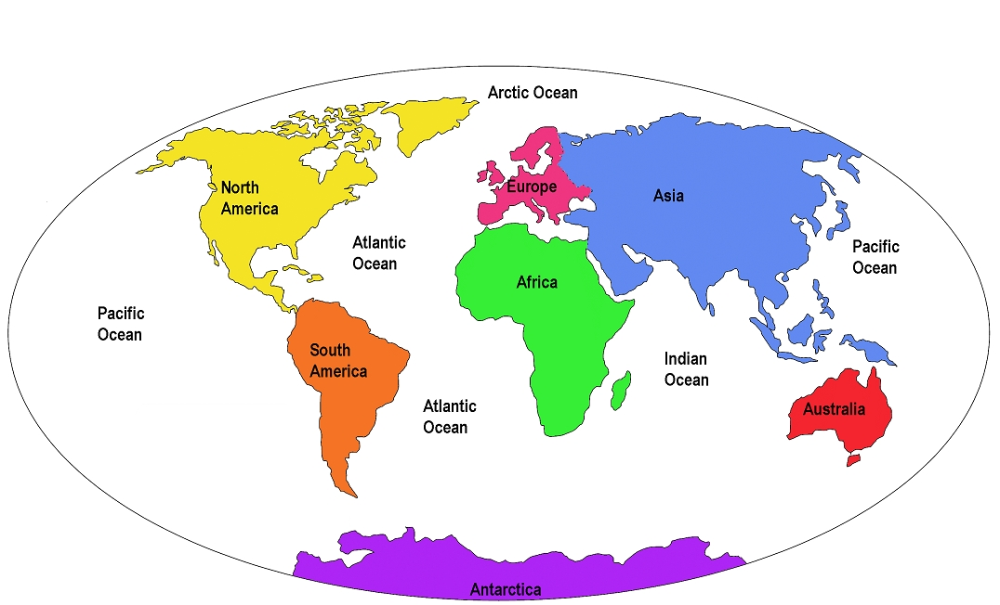 Arctic Ocean
North
America
Europe
Asia
Atlantic
Ocean
Pacific
Ocean
Africa
Pacific
Ocean
South
America
Indian
Ocean
Atlantic
Ocean
Australia
Antarctica